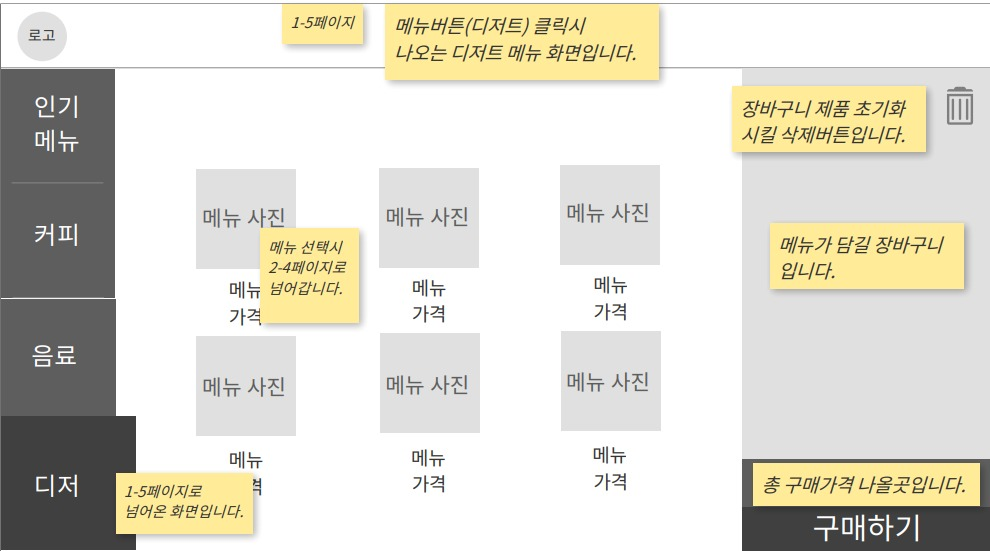 로고
1-5페이지
메뉴버튼(디저트) 클릭시
나오는 디저트 메뉴 화면입니다.
인기
메뉴
커피
음료
디저
1-5페이지로
넘어온 화면입니다.
메뉴 사진
메뉴 선택시
2-4페이지로
넘어갑니다.
메뉴
가격
메뉴 사진
메뉴
가격
메뉴 사진
메뉴
가격
메뉴 사진
메뉴
격
메뉴 사진
메뉴
가격
메뉴 사진
메뉴
가격
장바구니 제품 초기화
시킬 삭제버튼입니다.
메뉴가 담길 장바구니
입니다.
총 구매가격 나올곳입니다.
구매하기